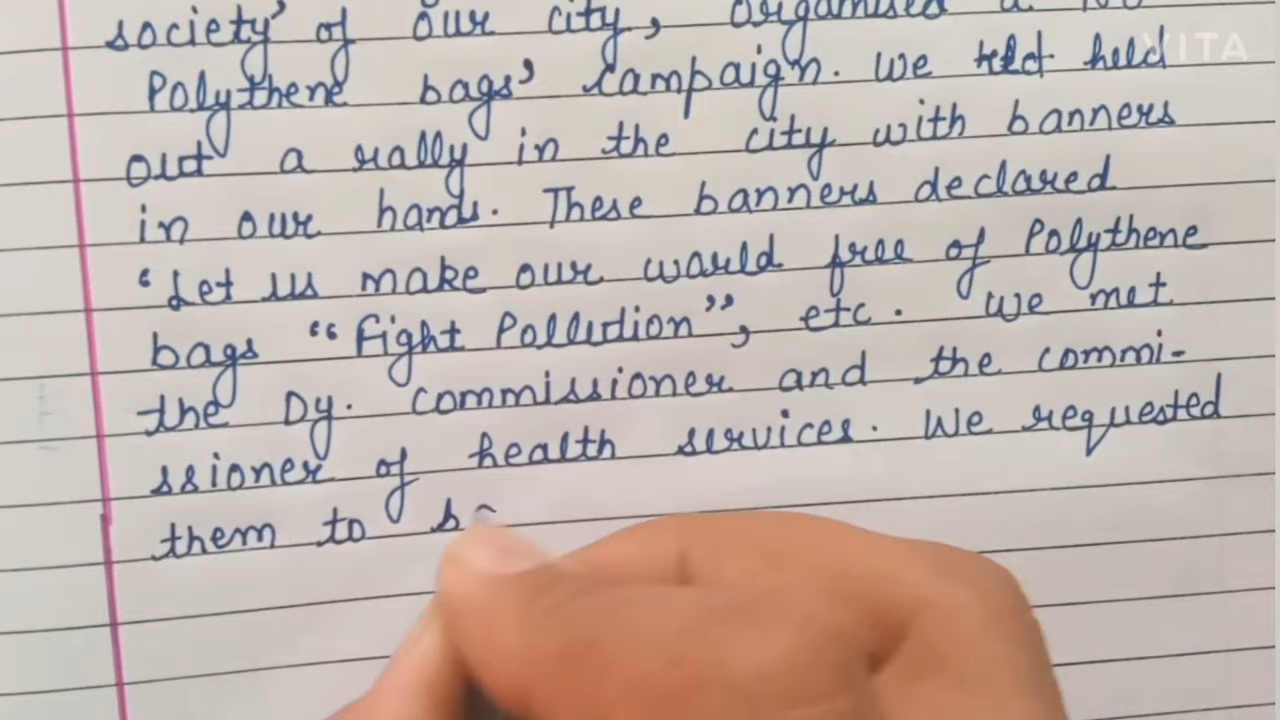 society' of our city, organised a
VITA
Polythene bags' campaign. We held
out a rally in the city with banners
in our hands. These banners declared
'Let us make our world free of Polythene
bags "Fight Pollution", etc. We met
the Dy. commissioner and the commi-
ssioner of health services. We requested
them to